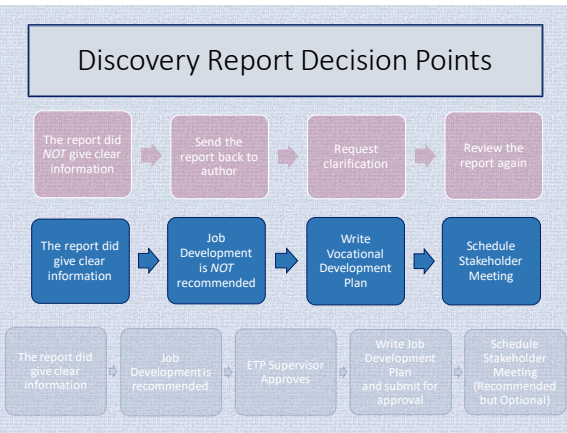 Discovery Report Decision Points
The report did
NOT give clear
information
Send the
report back to
author
Request
clarification
Review the
report again
The report did
give clear
information
Job
Development
is NOT
recommended
Write
Vocational
Development
Plan
Schedule
Stakeholder
Meeting
The report did
give clear
information
Job
Development is
recommended
ETP Supervisor
Approves
Write Job
Development
Plan
and submit for
approval
Schedule
Stakeholder
Meeting
(Recommended
but Optional)